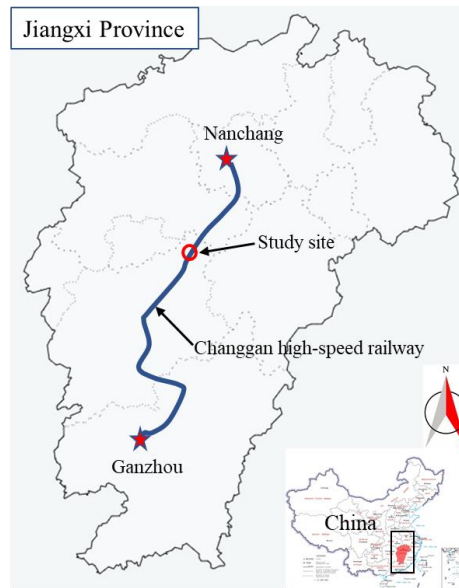 Jiangxi Province
Nanchang
Study site
Changgan high-speed railway
N
Ganzhou
China